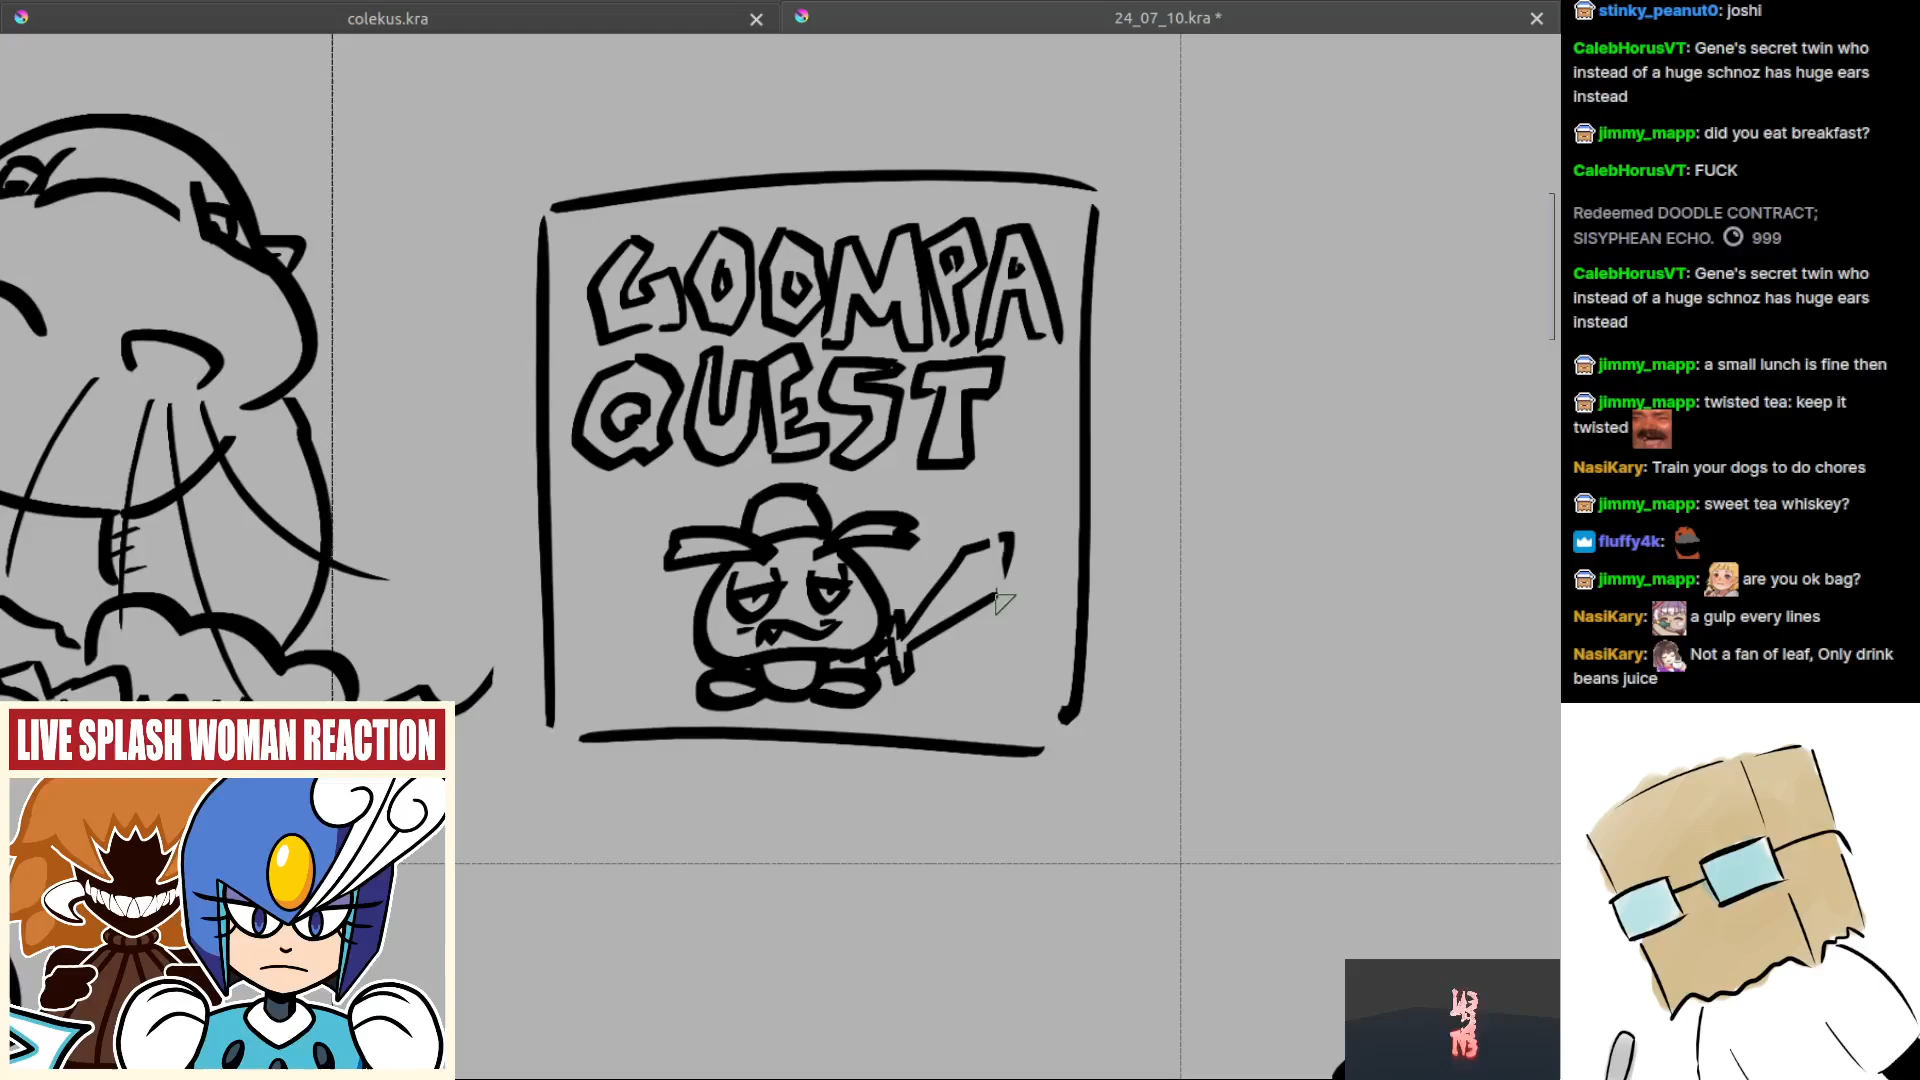 colekus.kra
24_07_10.kra *
GOOMPA
QUEST
LIVE SPLASH WOMAN REACTION
stinky_peanut0: joshi
CalebHorusVT: Gene's secret twin who
instead of a huge schnoz has huge ears
instead
jimmy_mapp: did you eat breakfast?
CalebHorusVT: FUCK
Redeemed DOODLE CONTRACT;
SISYPHEAN ECHO. 999
CalebHorusVT: Gene's secret twin who
instead of a huge schnoz has huge ears
instead
jimmy_mapp: a small lunch is fine then
jimmy_mapp: twisted tea: keep it
twisted
NasiKary: Train your dogs to do chores
jimmy_mapp: sweet tea whiskey?
fluffy4k:
jimmy_mapp: are you ok bag?
NasiKary: a gulp every lines
NasiKary: Not a fan of leaf, Only drink
beans juice